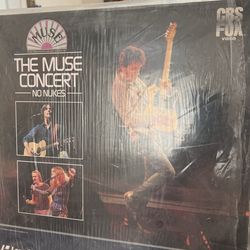 MUSE
THE MUSE
CONCERT
NO NUKES
CBS
FOX
VIDEO